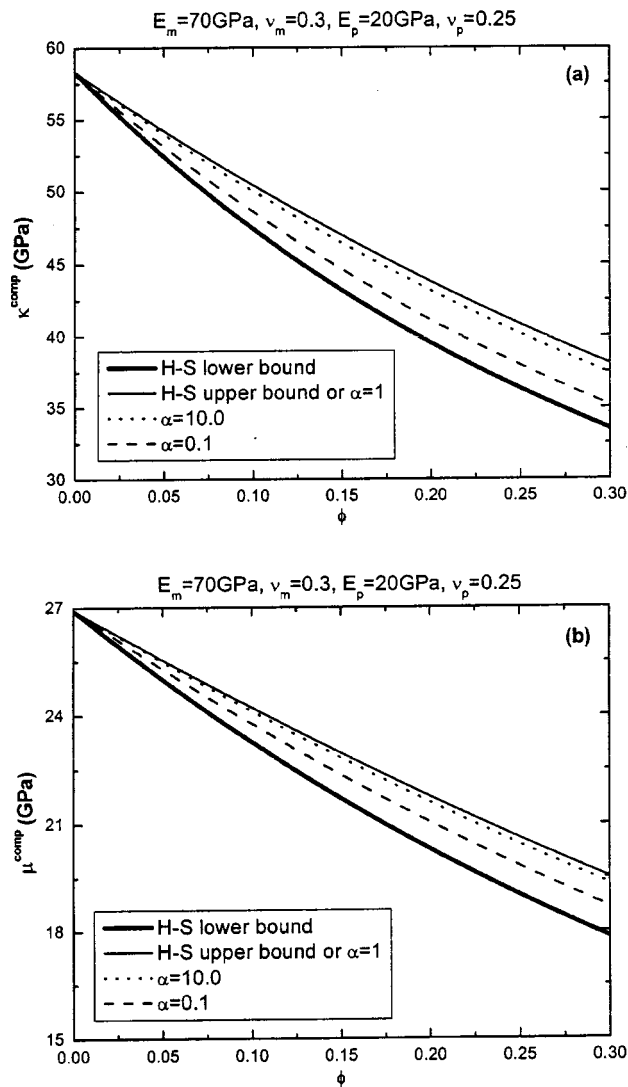 E_m=70GPa, ν_m=0.3, E_p=20GPa, ν_p=0.25
(a)
60
55
50
45
40
35
30
κ^comp (GPa)
H-S lower bound
H-S upper bound or α=1
α=10.0
α=0.1
0.00 0.05 0.10 0.15 0.20 0.25 0.30
ϕ
E_m=70GPa, ν_m=0.3, E_p=20GPa, ν_p=0.25
(b)
27
24
21
18
15
μ^comp (GPa)
H-S lower bound
H-S upper bound or α=1
α=10.0
α=0.1
0.00 0.05 0.10 0.15 0.20 0.25 0.30
ϕ